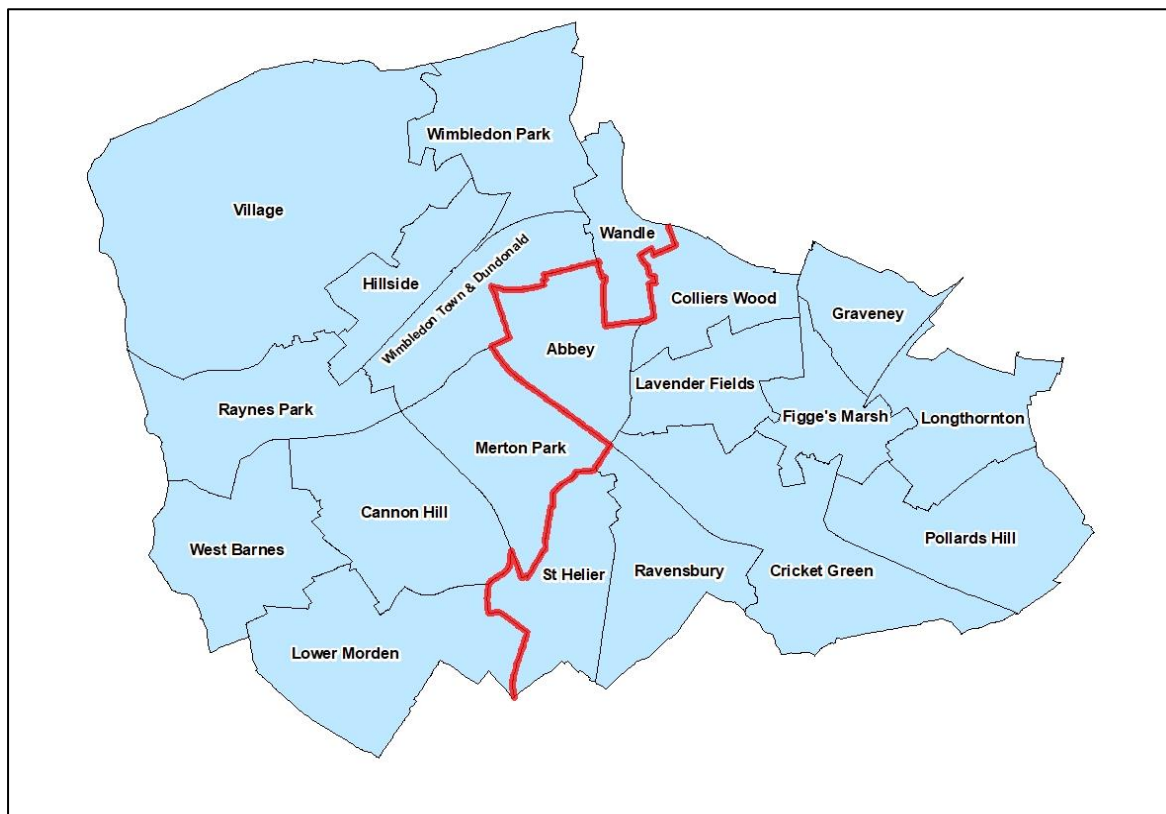 Wimbledon Park
Village
Wandle
Hillside
Wimbledon Town & Dundonald
Colliers Wood
Graveney
Abbey
Lavender Fields
Raynes Park
Figge's Marsh
Longthornton
Merton Park
Cannon Hill
Pollards Hill
West Barnes
St Helier
Ravensbury
Cricket Green
Lower Morden